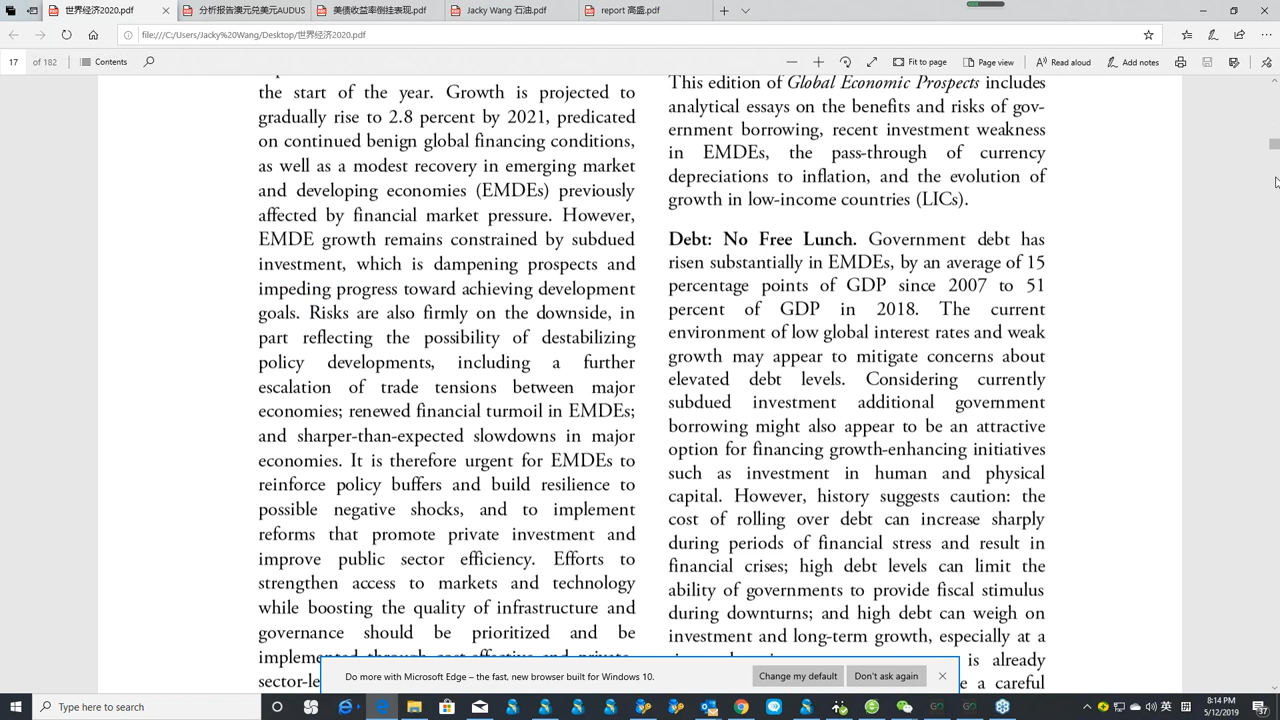 世界经济2020.pdf
分析报告澳元兑美元AUDUS
美债收益率倒挂表现.pdf
Jacky Wang 石油.pdf
report 高盛.pdf
file:///C:/Users/Jacky%20Wang/Desktop/世界经济2020.pdf
17 of 182
Contents
Fit to page
Page view
Read aloud
Add notes
the start of the year. Growth is projected to
gradually rise to 2.8 percent by 2021, predicated
on continued benign global financing conditions,
as well as a modest recovery in emerging market
and developing economies (EMDEs) previously
affected by financial market pressure. However,
EMDE growth remains constrained by subdued
investment, which is dampening prospects and
impeding progress toward achieving development
goals. Risks are also firmly on the downside, in
part reflecting the possibility of destabilizing
policy developments, including a further
escalation of trade tensions between major
economies; renewed financial turmoil in EMDEs;
and sharper-than-expected slowdowns in major
economies. It is therefore urgent for EMDEs to
reinforce policy buffers and build resilience to
possible negative shocks, and to implement
reforms that promote private investment and
improve public sector efficiency. Efforts to
strengthen access to markets and technology
while boosting the quality of infrastructure and
governance should be prioritized and be
implemented through cost-effective and private-
sector-le
This edition of Global Economic Prospects includes
analytical essays on the benefits and risks of gov-
ernment borrowing, recent investment weakness
in EMDEs, the pass-through of currency
depreciations to inflation, and the evolution of
growth in low-income countries (LICs).
Debt: No Free Lunch. Government debt has
risen substantially in EMDEs, by an average of 15
percentage points of GDP since 2007 to 51
percent of GDP in 2018. The current
environment of low global interest rates and weak
growth may appear to mitigate concerns about
elevated debt levels. Considering currently
subdued investment additional government
borrowing might also appear to be an attractive
option for financing growth-enhancing initiatives
such as investment in human and physical
capital. However, history suggests caution: the
cost of rolling over debt can increase sharply
during periods of financial stress and result in
financial crises; high debt levels can limit the
ability of governments to provide fiscal stimulus
during downturns; and high debt can weigh on
investment and long-term growth, especially at a
is already
e a careful
Do more with Microsoft Edge – the fast, new browser built for Windows 10.
Change my default
Don't ask again
Type here to search
8:14 PM
5/12/2019